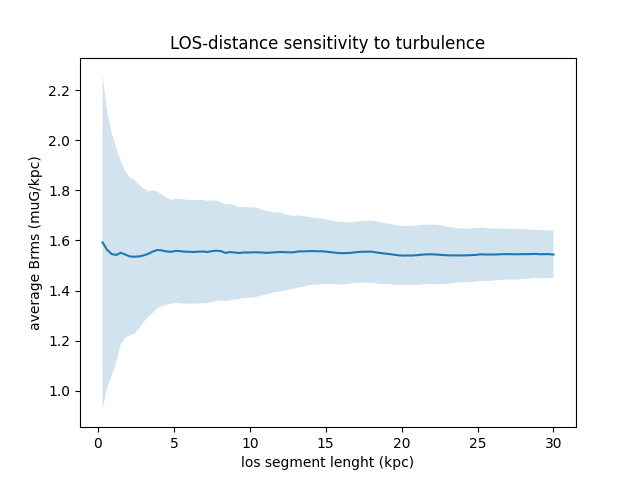 LOS-distance sensitivity to turbulence
average Brms (muG/kpc)
2.2
2.0
1.8
1.6
1.4
1.2
1.0
0 5 10 15 20 25 30
los segment lenght (kpc)